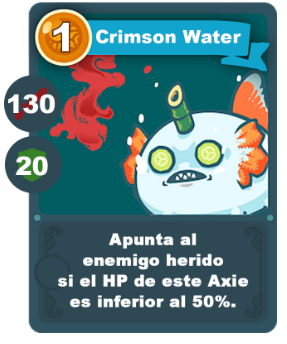 1 Crimson Water
130
20
Apunta al
enemigo herido
si el HP de este Axie
es inferior al 50%.